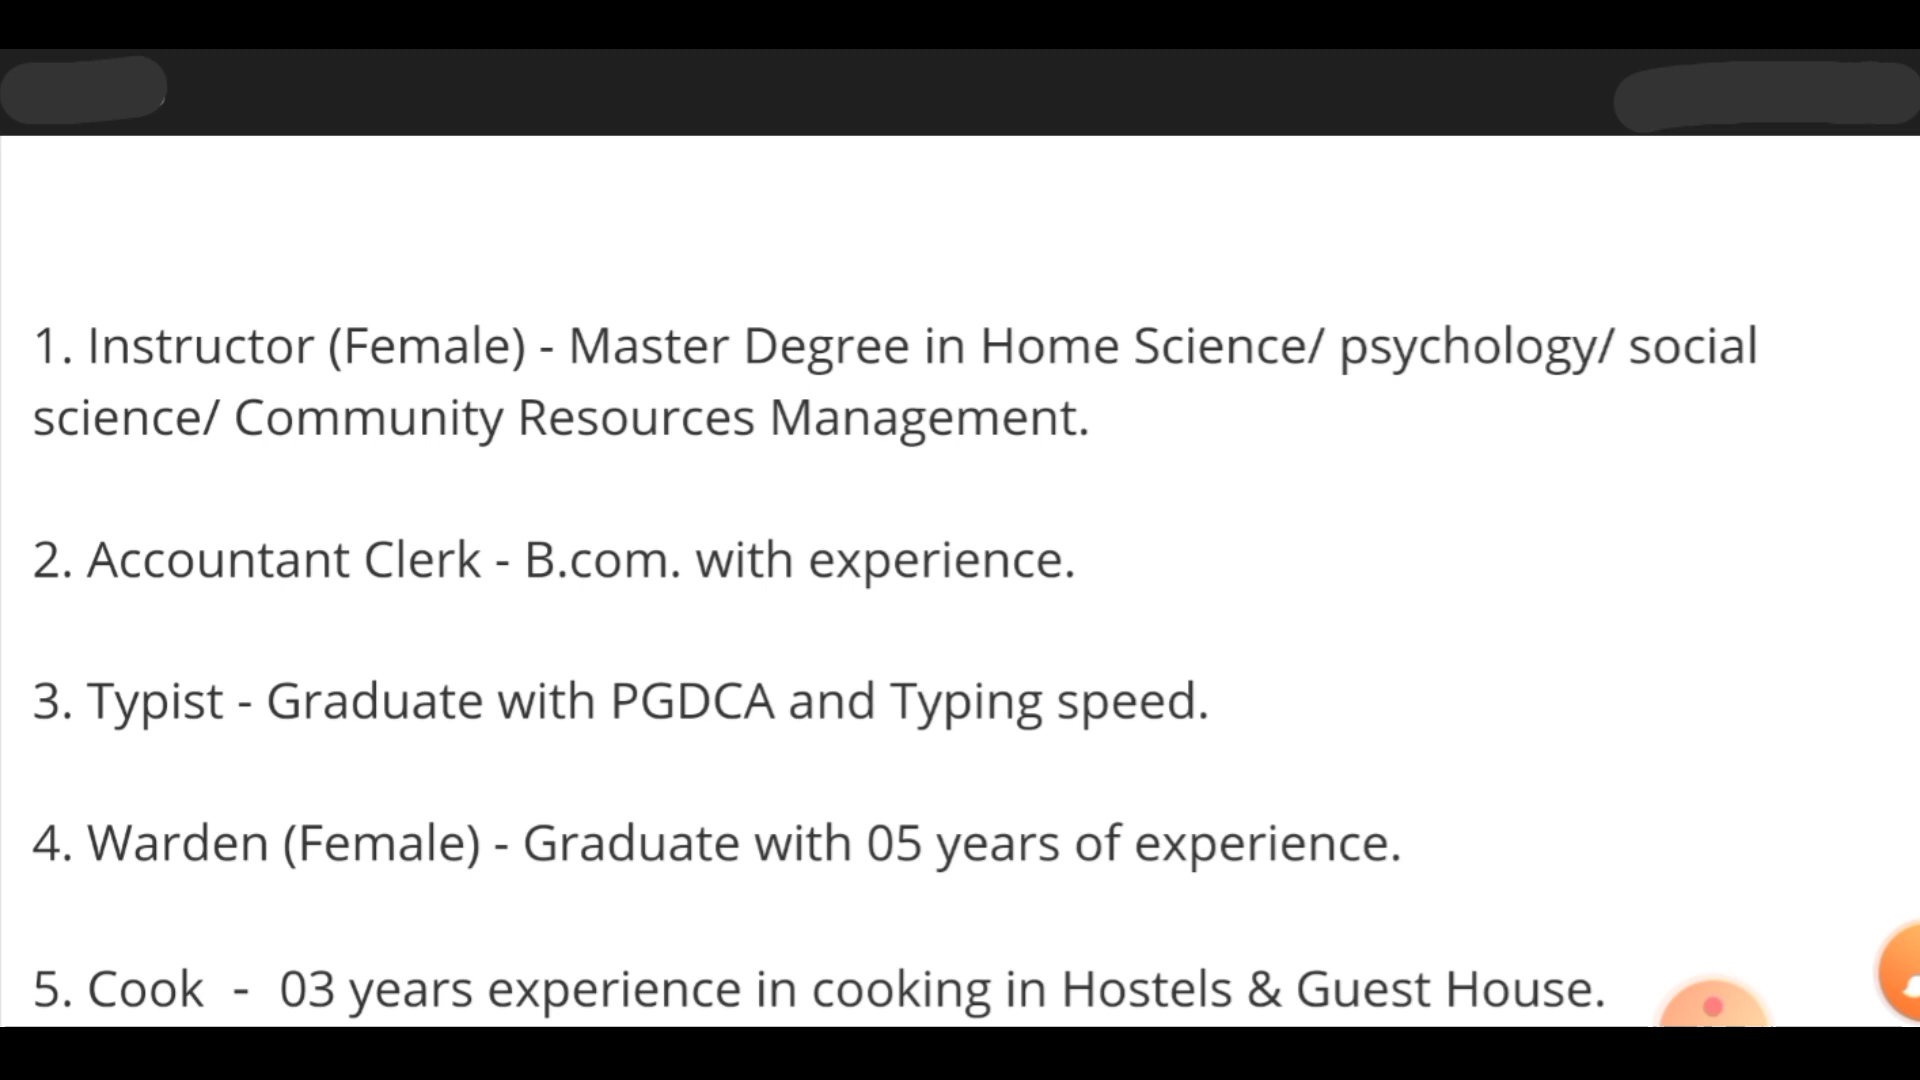 1. Instructor (Female) - Master Degree in Home Science/ psychology/ social
science/ Community Resources Management.
2. Accountant Clerk - B.com. with experience.
3. Typist - Graduate with PGDCA and Typing speed.
4. Warden (Female) - Graduate with 05 years of experience.
5. Cook - 03 years experience in cooking in Hostels & Guest House.